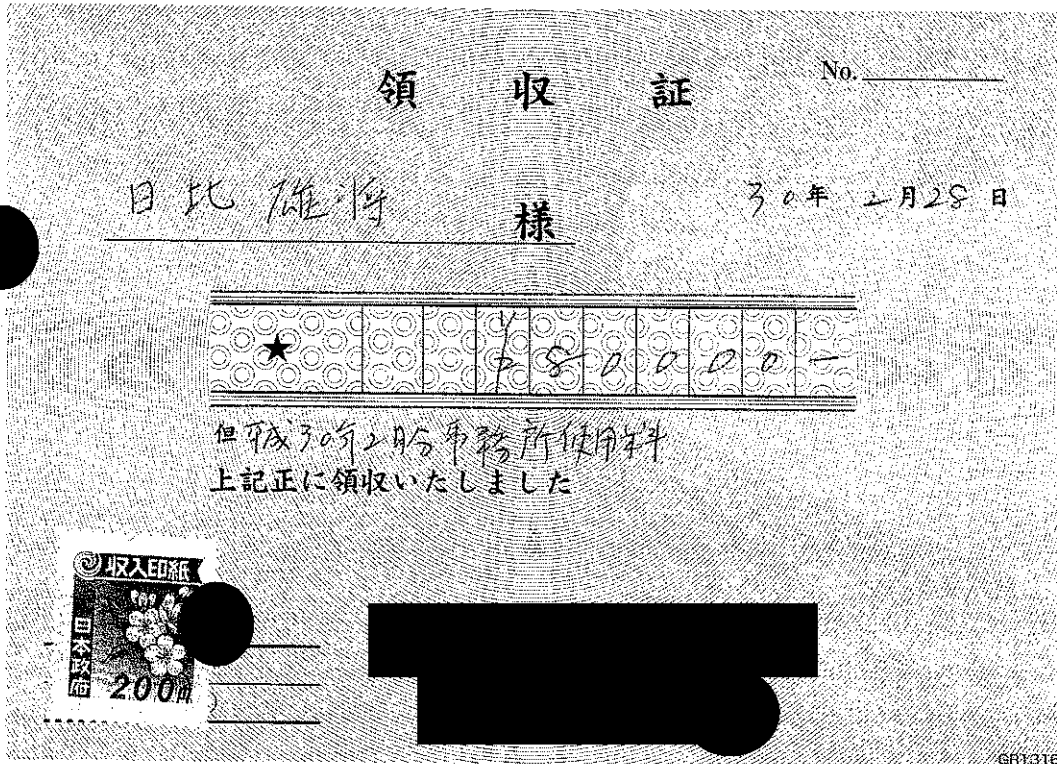 No.
領収証
日比雄将 様
30年2月28日
★ ¥80000-
但平成30年2月分事務所使用料
上記正に領収いたしました
収入印紙
日本政府
200円